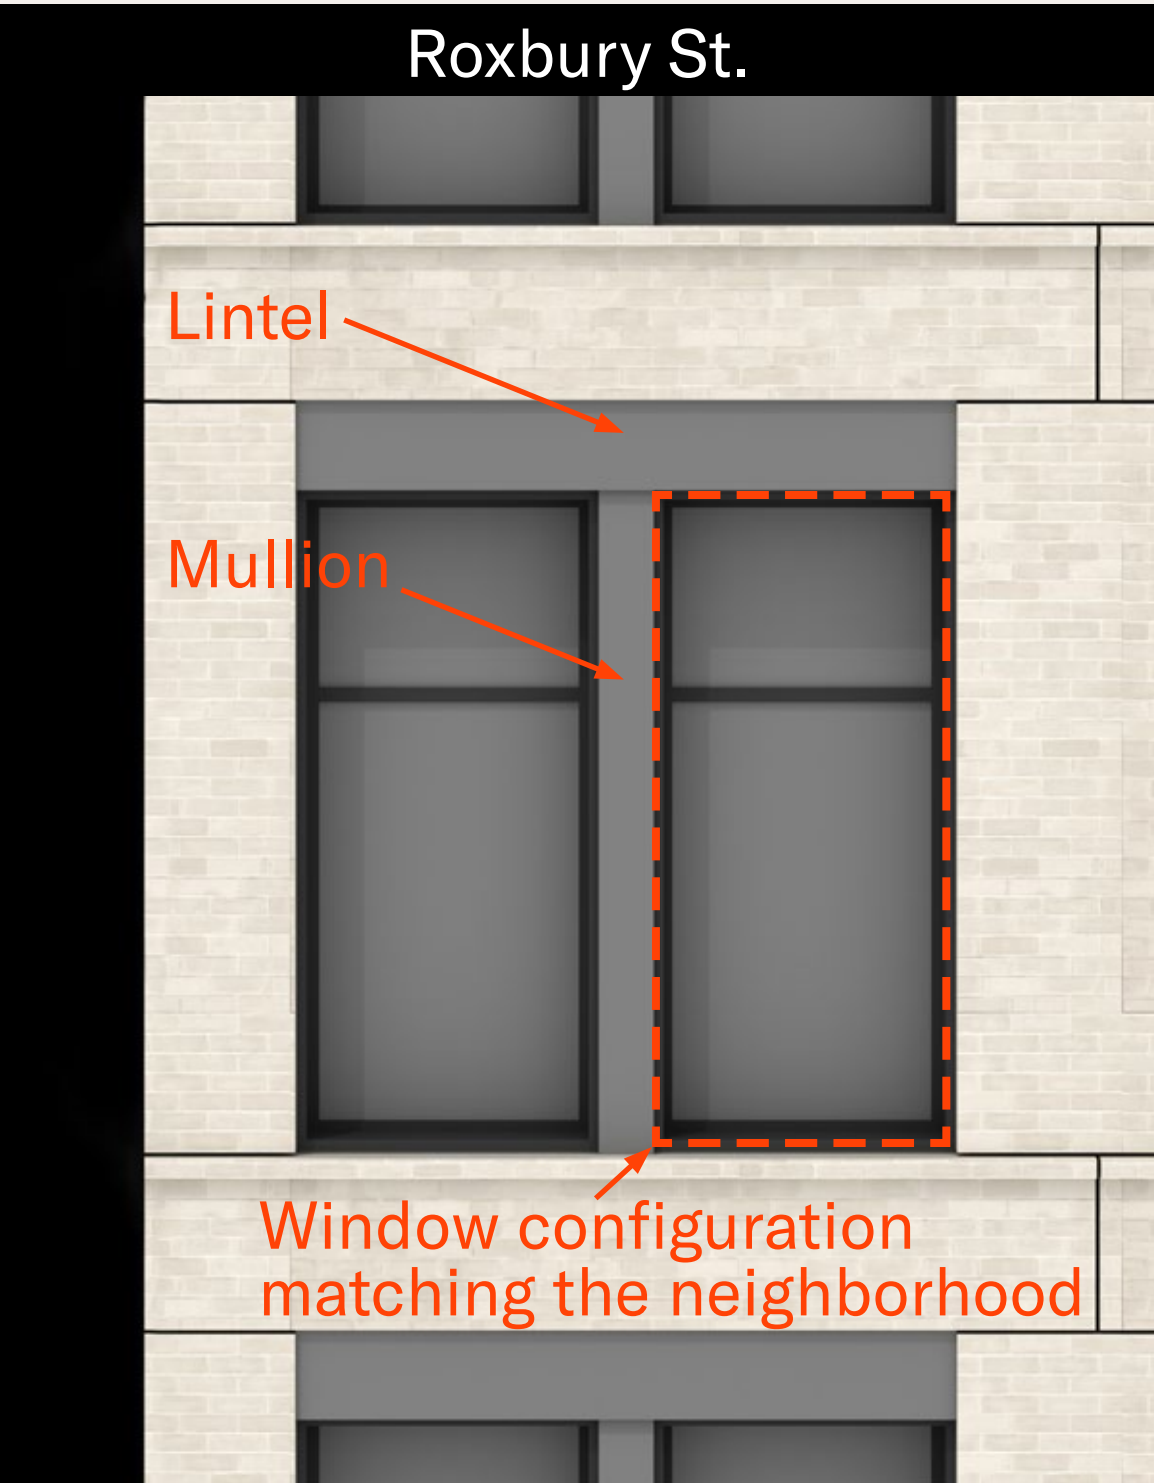 Roxbury St.
Lintel
Mullion
Window configuration
matching the neighborhood